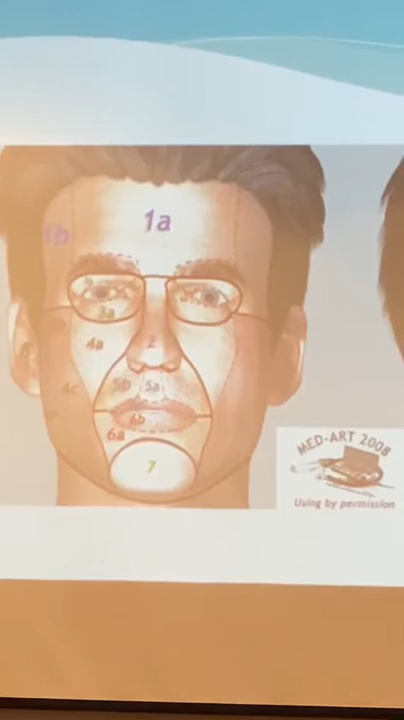 1a
1b
3a
4a
2
5b
5a
4c
6b
6a
7
MED-ART 2008
Using by permission